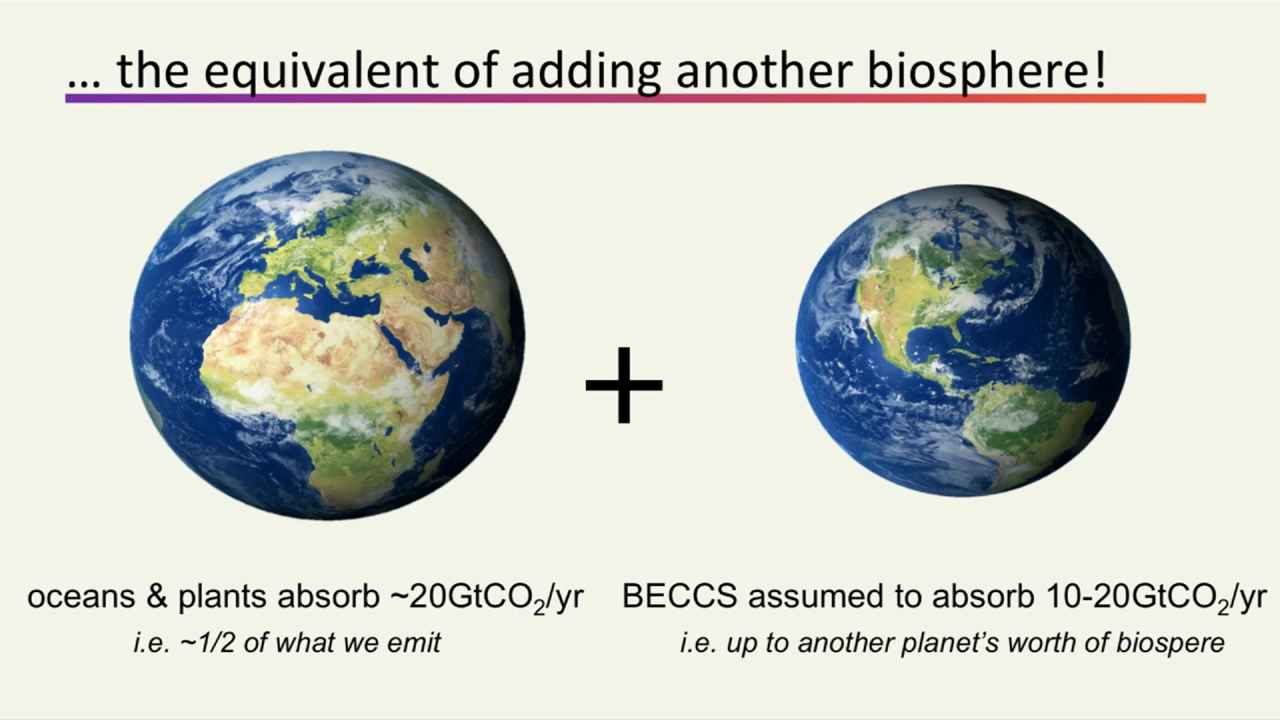 ... the equivalent of adding another biosphere!
+
oceans & plants absorb ~20GtCO₂/yr
i.e. ~1/2 of what we emit
BECCS assumed to absorb 10-20GtCO₂/yr
i.e. up to another planet’s worth of biospere